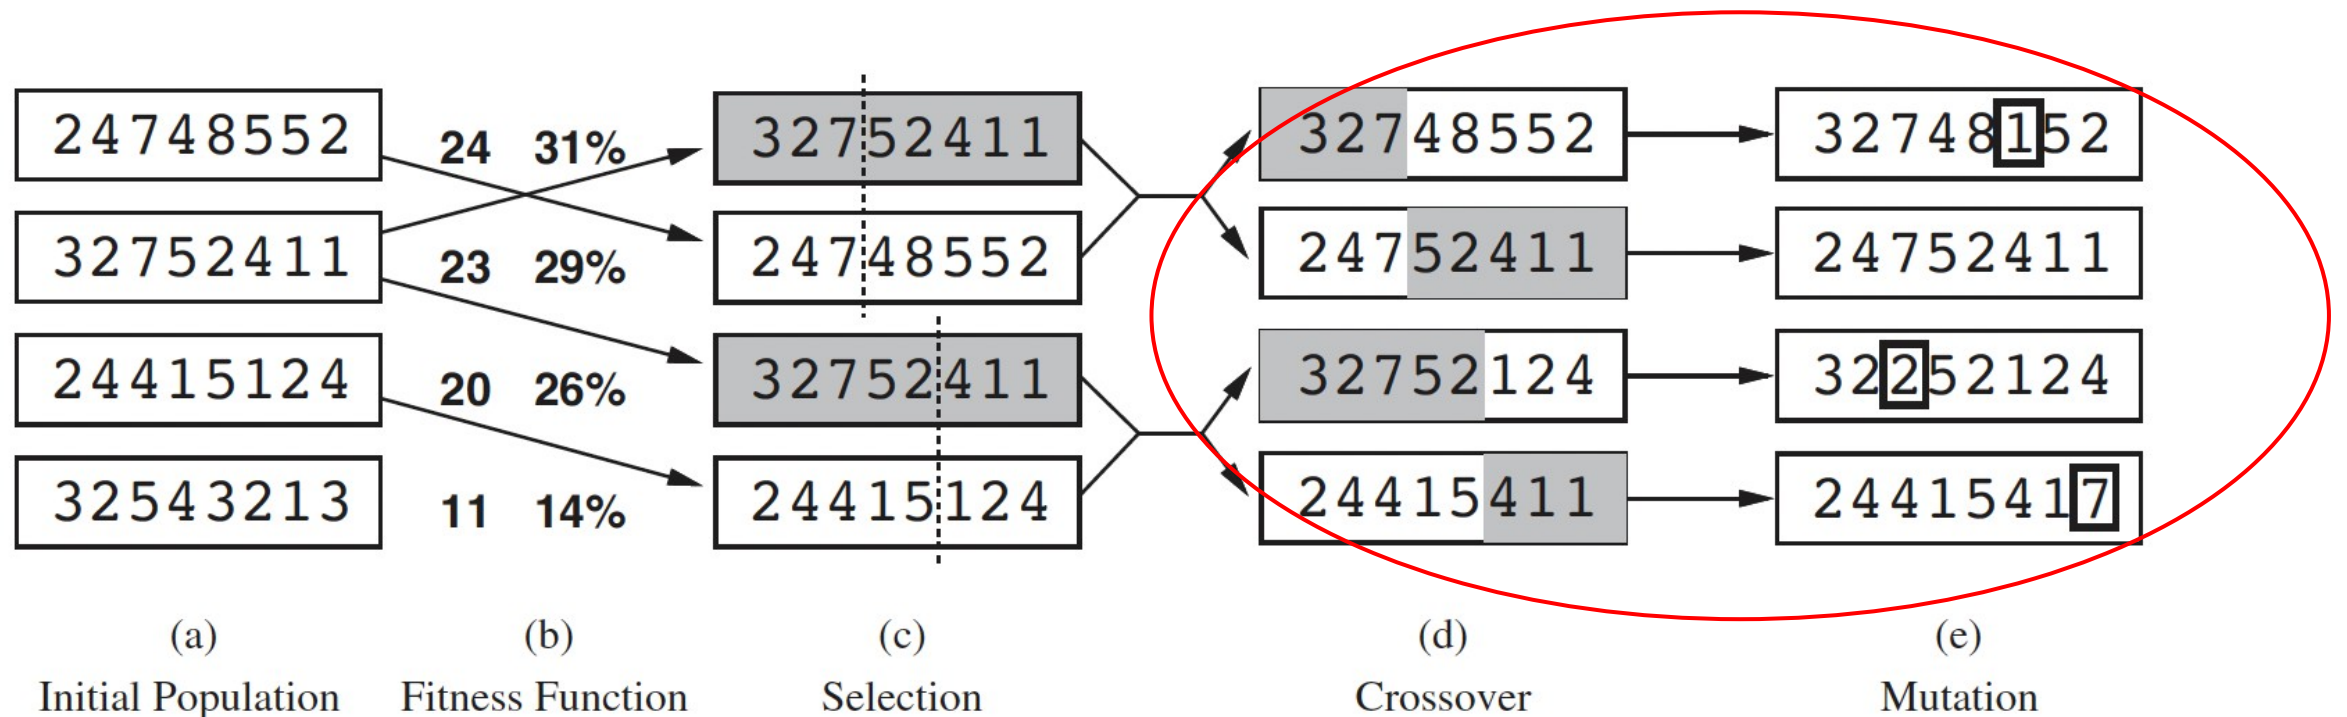 24748552 24 31% 32752411 32748552 32748152
32752411 23 29% 24748552 24752411 24752411
24415124 20 26% 32752411 32752124 32252124
32543213 11 14% 24415124 24415411 24415417
(a) (b) (c) (d) (e)
Initial Population Fitness Function Selection Crossover Mutation